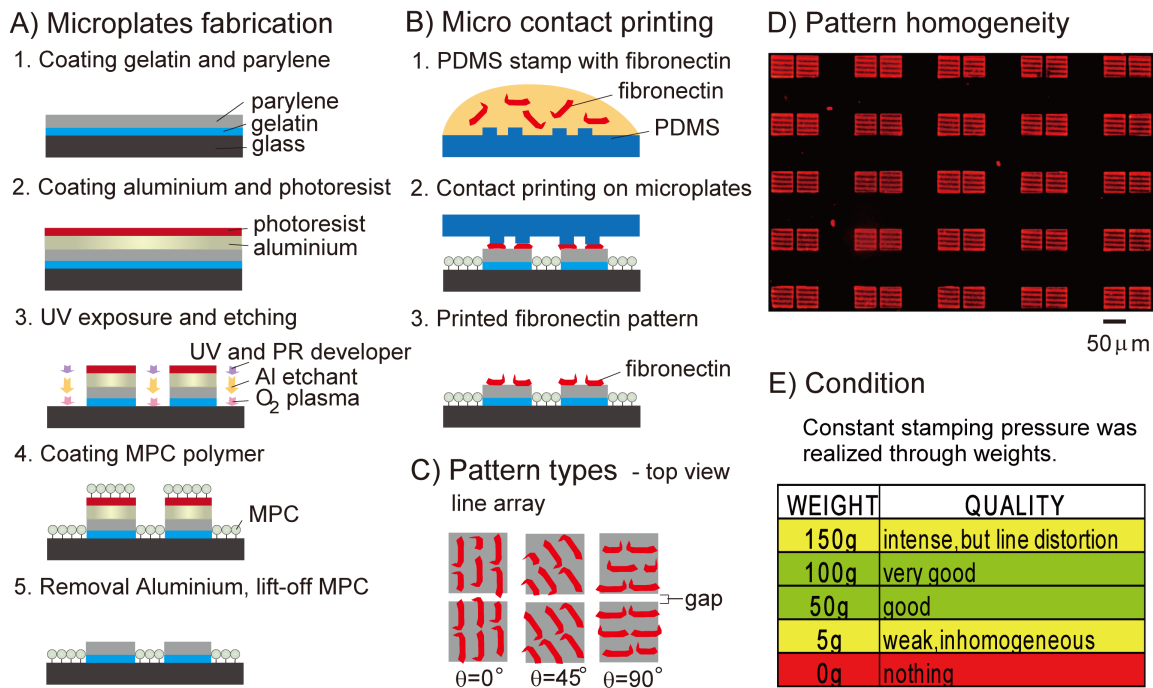 A) Microplates fabrication
1. Coating gelatin and parylene
parylene
gelatin
glass
2. Coating aluminium and photoresist
photoresist
aluminium
3. UV exposure and etching
UV and PR developer
Al etchant
O2 plasma
4. Coating MPC polymer
MPC
5. Removal Aluminium, lift-off MPC
B) Micro contact printing
1. PDMS stamp with fibronectin
fibronectin
PDMS
2. Contact printing on microplates
3. Printed fibronectin pattern
fibronectin
C) Pattern types - top view
line array
gap
θ=0° θ=45° θ=90°
D) Pattern homogeneity
50 μm
E) Condition
Constant stamping pressure was
realized through weights.
WEIGHT QUALITY
150g intense,but line distortion
100g very good
50g good
5g weak,inhomogeneous
0g nothing